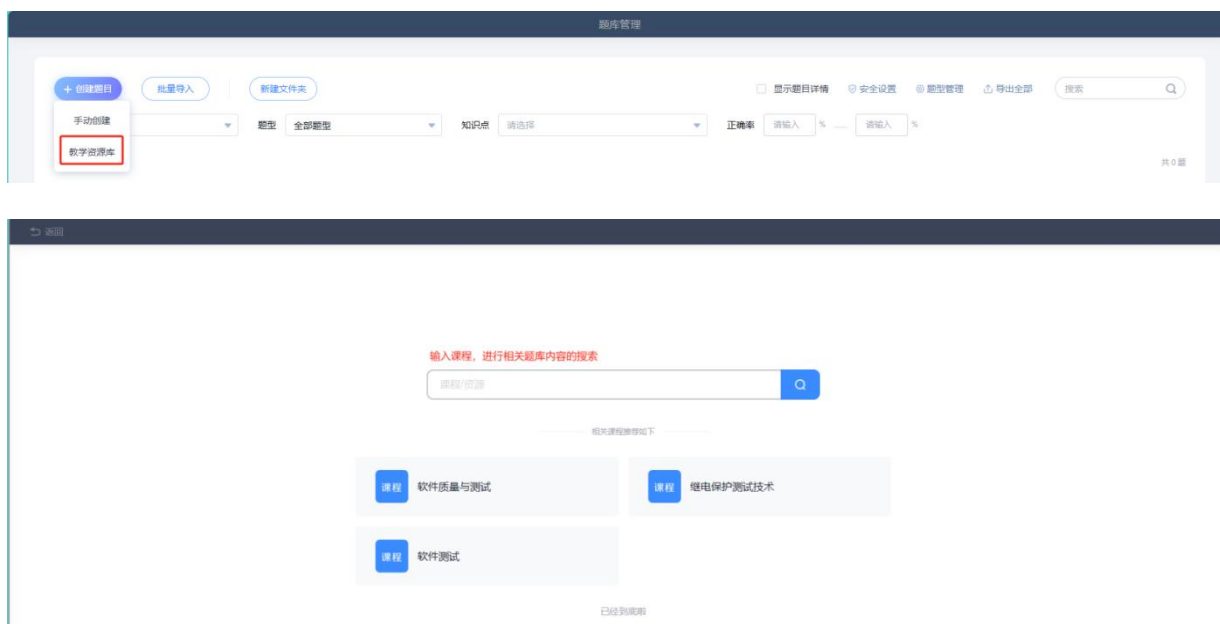 题库管理
+ 创建题目 批量导入 新建文件夹 显示题目详情 安全设置 题型管理 导出全部 搜索
手动创建
题型 全部题型 知识点 请选择 正确率 请输入 % 请输入 %
教学资源库
共 0 题
返回
输入课程，进行相关题库内容的搜索
课程/资源
相关课程推荐如下
课程 软件质量与测试 课程 继电保护测试技术
课程 软件测试
已经到底啦